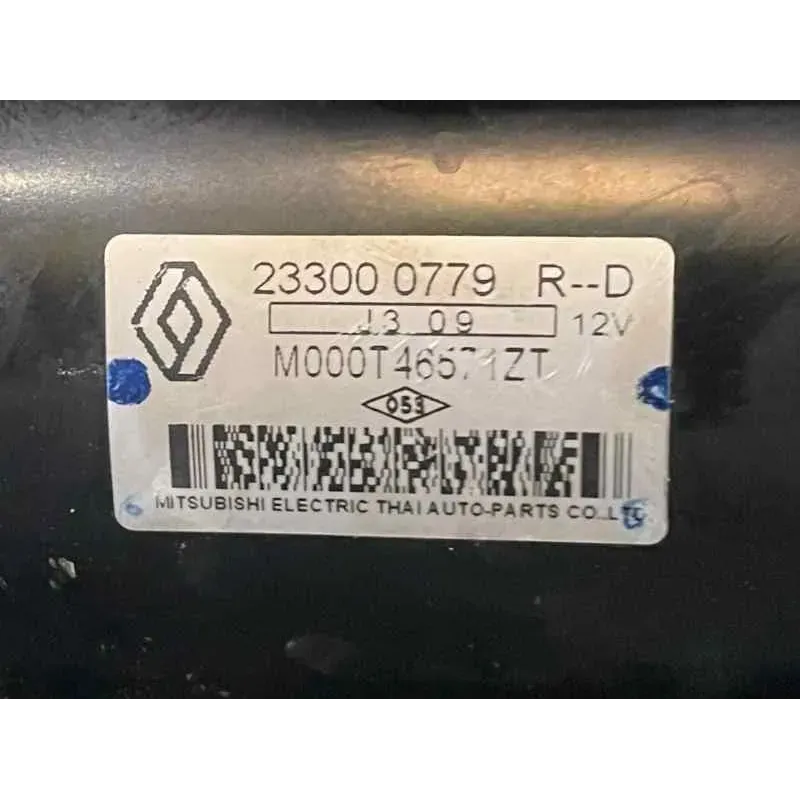 23300 0779 R--D
J3 09 12V
M000T46571ZT
053
MITSUBISHI ELECTRIC THAI AUTO-PARTS CO.,LTD